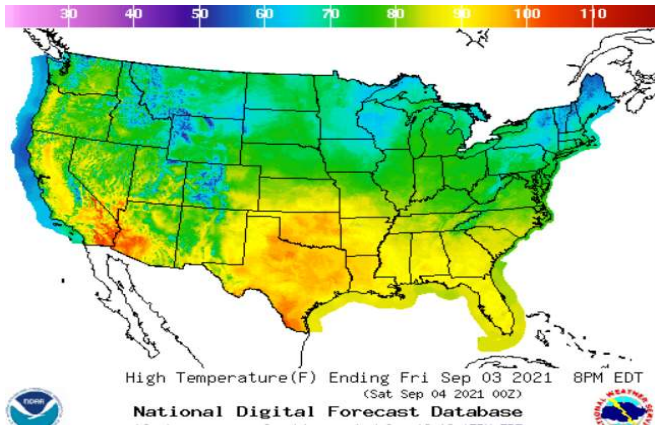 30 40 50 60 70 80 90 100 110
High Temperature(F) Ending Fri Sep 03 2021 8PM EDT
(Sat Sep 04 2021 00Z)
National Digital Forecast Database
NOAA